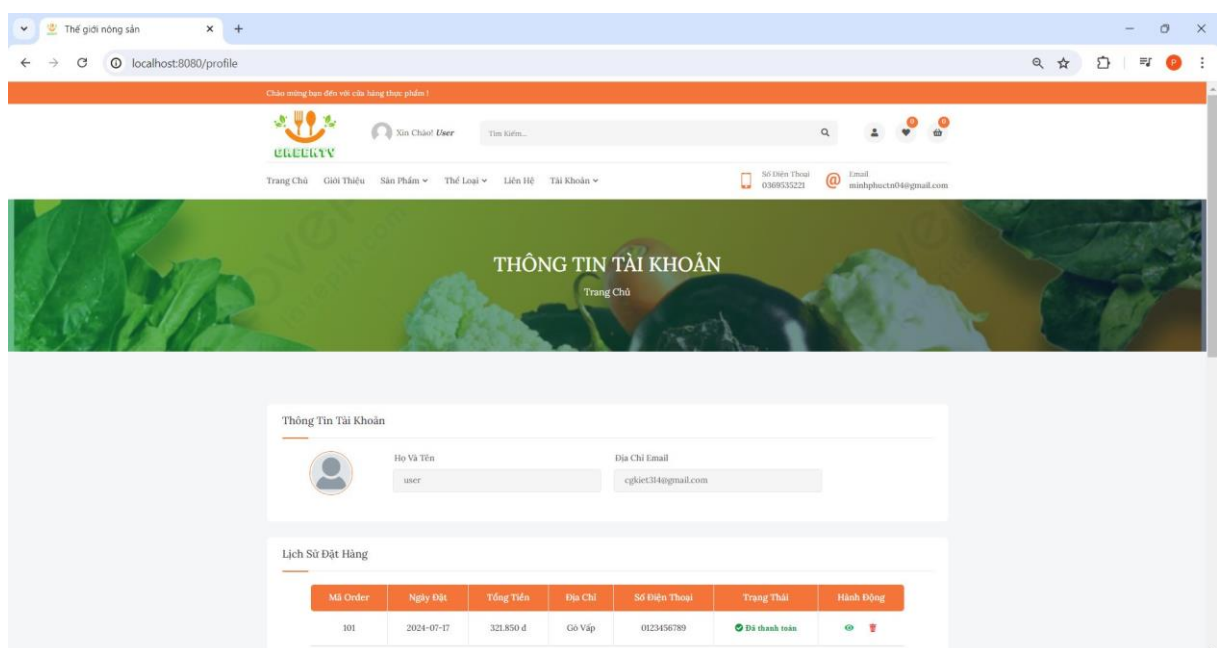 Thế giới nông sản
localhost:8080/profile
P
Chào mừng bạn đến với cửa hàng thực phẩm !
GREENTY
Xin Chào! User
Tìm Kiếm...
0
0
Trang Chủ Giới Thiệu Sản Phẩm Thể Loại Liên Hệ Tài Khoản
Số Điện Thoại
0369535221
Email
minhphuctn04@gmail.com
THÔNG TIN TÀI KHOẢN
Trang Chủ
Thông Tin Tài Khoản
Họ Và Tên Địa Chỉ Email
user cgkiet314@gmail.com
Lịch Sử Đặt Hàng
Mã Order Ngày Đặt Tổng Tiền Địa Chỉ Số Điện Thoại Trạng Thái Hành Động
101 2024-07-17 321.850 đ Gò Vấp 0123456789 Đã thanh toán